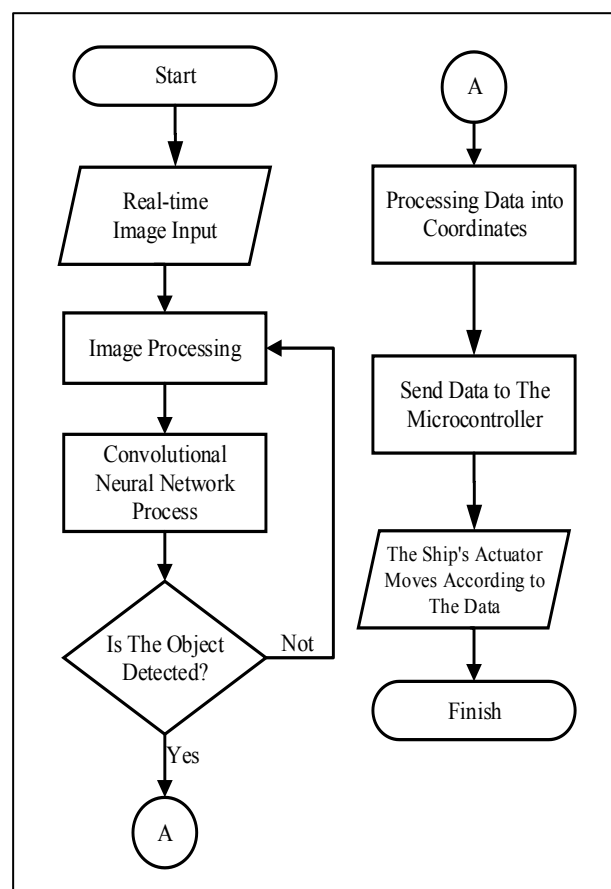 Start
Real-time
Image Input
Image Processing
Convolutional
Neural Network
Process
Is The Object
Detected?
Not
Yes
A
A
Processing Data into
Coordinates
Send Data to The
Microcontroller
The Ship's Actuator
Moves According to
The Data
Finish